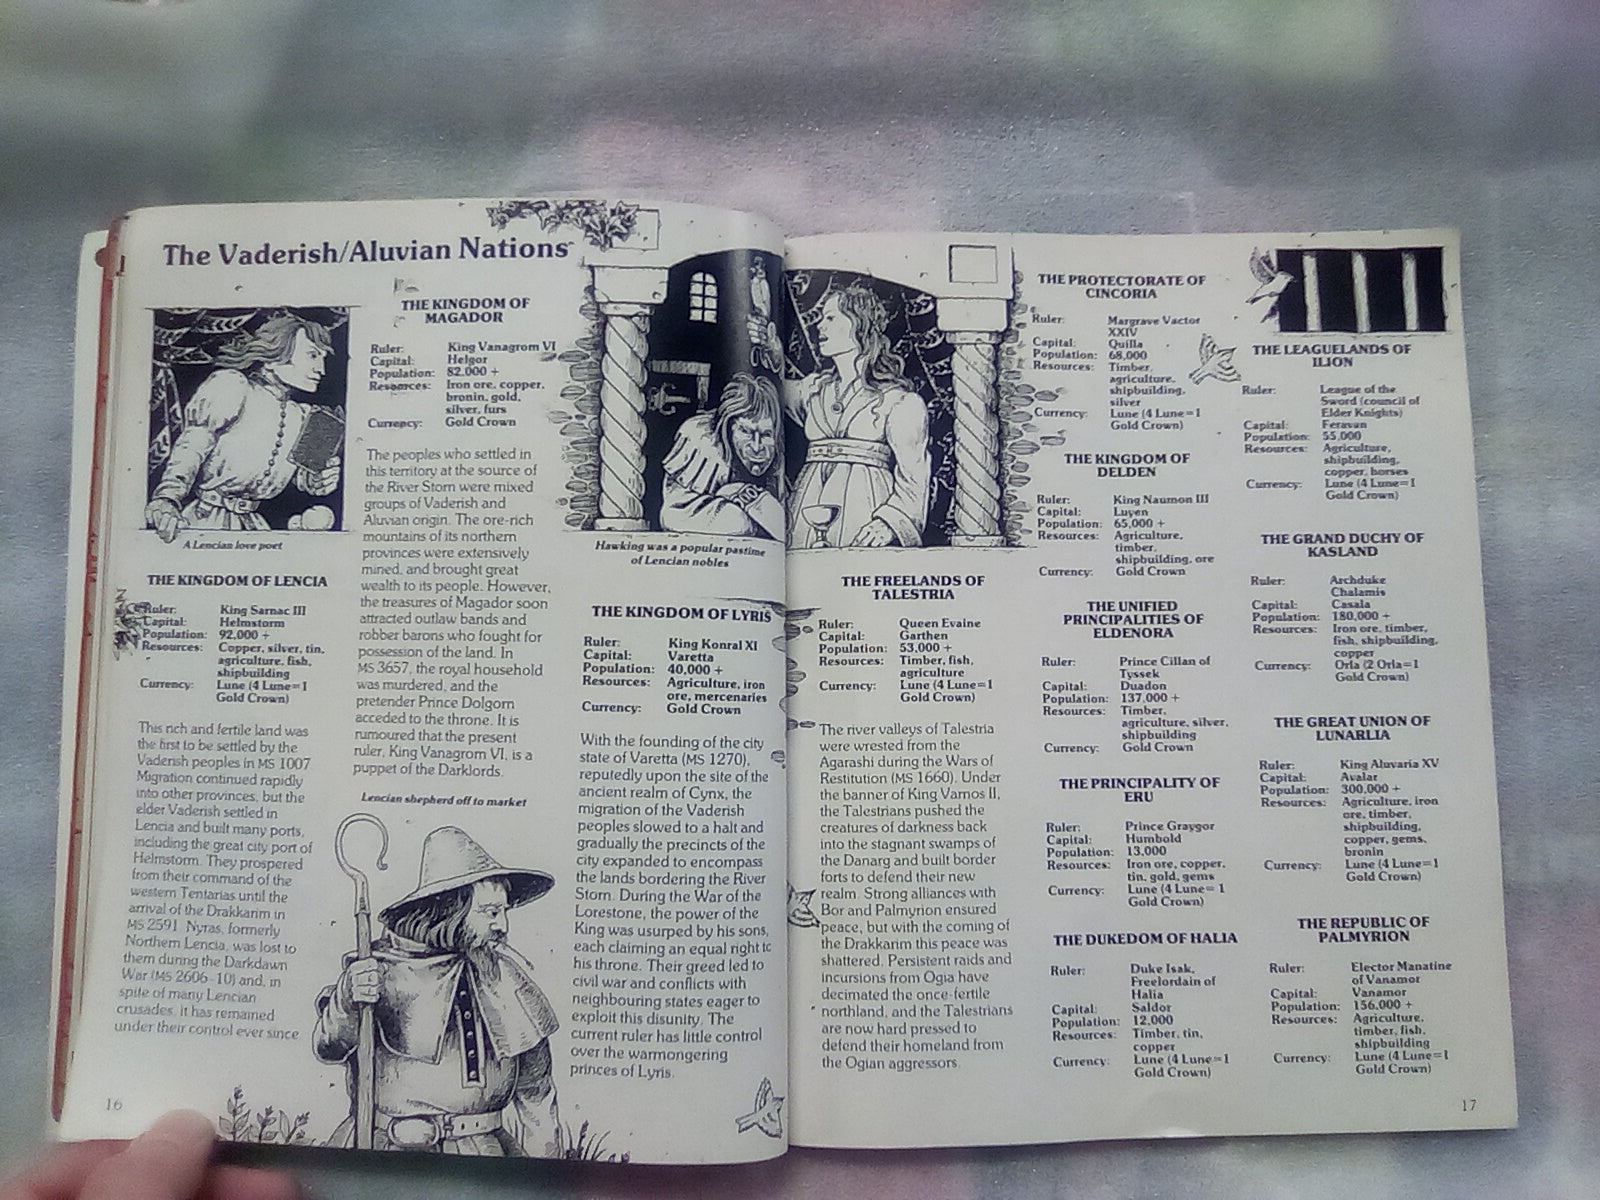 The Vaderish/Aluvian Nations
A Lencian love poet
THE KINGDOM OF LENCIA
Ruler: King Sarnac III
Capital: Helmstorm
Population: 92,000 +
Resources: Copper, silver, tin,
agriculture, fish,
shipbuilding
Currency: Lune (4 Lune=1
Gold Crown)
This rich and fertile land was
the first to be settled by the
Vaderish peoples in MS 1007
Migration continued rapidly
into other provinces, but the
elder Vaderish settled in
Lencia and built many ports,
including the great city port of
Helmstorm. They prospered
from their command of the
western Tentarias until the
arrival of the Drakkarim in
MS 2591. Nyras, formerly
Northern Lencia, was lost to
them during the Darkdawn
War (MS 2606-10) and, in
spite of many Lencian
crusades, it has remained
under their control ever since
16
THE KINGDOM OF
MAGADOR
Ruler: King Vanagrom VI
Capital: Helgor
Population: 82,000 +
Resources: Iron ore, copper,
bronin, gold,
silver, furs
Currency: Gold Crown
The peoples who settled in
this territory at the source of
the River Storn were mixed
groups of Vaderish and
Aluvian origin. The ore-rich
mountains of its northern
provinces were extensively
mined, and brought great
wealth to its people. However,
the treasures of Magador soon
attracted outlaw bands and
robber barons who fought for
possession of the land. In
MS 3657, the royal household
was murdered, and the
pretender Prince Dolgorn
acceded to the throne. It is
rumoured that the present
ruler, King Vanagrom VI, is a
puppet of the Darklords.
Lencian shepherd off to market
Hawking was a popular pastime
of Lencian nobles
THE KINGDOM OF LYRIS
Ruler: King Konral XI
Capital: Varetta
Population: 40,000 +
Resources: Agriculture, iron
ore, mercenaries
Currency: Gold Crown
With the founding of the city
state of Varetta (MS 1270),
reputedly upon the site of the
ancient realm of Cynx, the
migration of the Vaderish
peoples slowed to a halt and
gradually the precincts of the
city expanded to encompass
the lands bordering the River
Storn. During the War of the
Lorestone, the power of the
King was usurped by his sons,
each claiming an equal right to
his throne. Their greed led to
civil war and conflicts with
neighbouring states eager to
exploit this disunity. The
current ruler has little control
over the warmongering
princes of Lyris.
THE FREELANDS OF
TALESTRIA
Ruler: Queen Evaine
Capital: Garthen
Population: 53,000 +
Resources: Timber, fish,
agriculture
Currency: Lune (4 Lune=1
Gold Crown)
The river valleys of Talestria
were wrested from the
Agarashi during the Wars of
Restitution (MS 1660). Under
the banner of King Varnos II,
the Talestrians pushed the
creatures of darkness back
into the stagnant swamps of
the Danarg and built border
forts to defend their new
realm. Strong alliances with
Bor and Palmyrion ensured
peace, but with the coming of
the Drakkarim this peace was
shattered. Persistent raids and
incursions from Ogia have
decimated the once-fertile
northland, and the Talestrians
are now hard pressed to
defend their homeland from
the Ogian aggressors.
THE PROTECTORATE OF
CINCORIA
Ruler: Margrave Vactor
XXIV
Capital: Quilla
Population: 68,000
Resources: Timber,
agriculture,
shipbuilding,
silver
Currency: Lune (4 Lune=1
Gold Crown)
THE KINGDOM OF
DELDEN
Ruler: King Naumon III
Capital: Luyen
Population: 65,000 +
Resources: Agriculture,
timber,
shipbuilding, ore
Currency: Gold Crown
THE UNIFIED
PRINCIPALITIES OF
ELDENORA
Ruler: Prince Cillan of
Tyssek
Capital: Duadon
Population: 137,000 +
Resources: Timber,
agriculture, silver,
shipbuilding
Currency: Gold Crown
THE PRINCIPALITY OF
ERU
Ruler: Prince Graygor
Capital: Humbold
Population: 13,000
Resources: Iron ore, copper,
tin, gold, gems
Currency: Lune (4 Lune= 1
Gold Crown)
THE DUKEDOM OF HALIA
Ruler: Duke Isak,
Freelordain of
Halia
Capital: Saldor
Population: 12,000
Resources: Timber, tin,
copper
Currency: Lune (4 Lune=1
Gold Crown)
THE LEAGUELANDS OF
ILION
Ruler: League of the
Sword (council of
Elder Knights)
Capital: Feravan
Population: 55,000
Resources: Agriculture,
shipbuilding,
copper, horses
Currency: Lune (4 Lune=1
Gold Crown)
THE GRAND DUCHY OF
KASLAND
Ruler: Archduke
Chalamis
Capital: Casala
Population: 180,000 +
Resources: Iron ore, timber,
fish, shipbuilding,
copper
Currency: Orla (2 Orla=1
Gold Crown)
THE GREAT UNION OF
LUNARLIA
Ruler: King Aluvaria XV
Capital: Avalar
Population: 300,000 +
Resources: Agriculture, iron
ore, timber,
shipbuilding,
copper, gems,
bronin
Currency: Lune (4 Lune=1
Gold Crown)
THE REPUBLIC OF
PALMYRION
Ruler: Elector Manatine
of Vanamor
Capital: Vanamor
Population: 156,000 +
Resources: Agriculture,
timber, fish,
shipbuilding
Currency: Lune (4 Lune=1
Gold Crown)
17